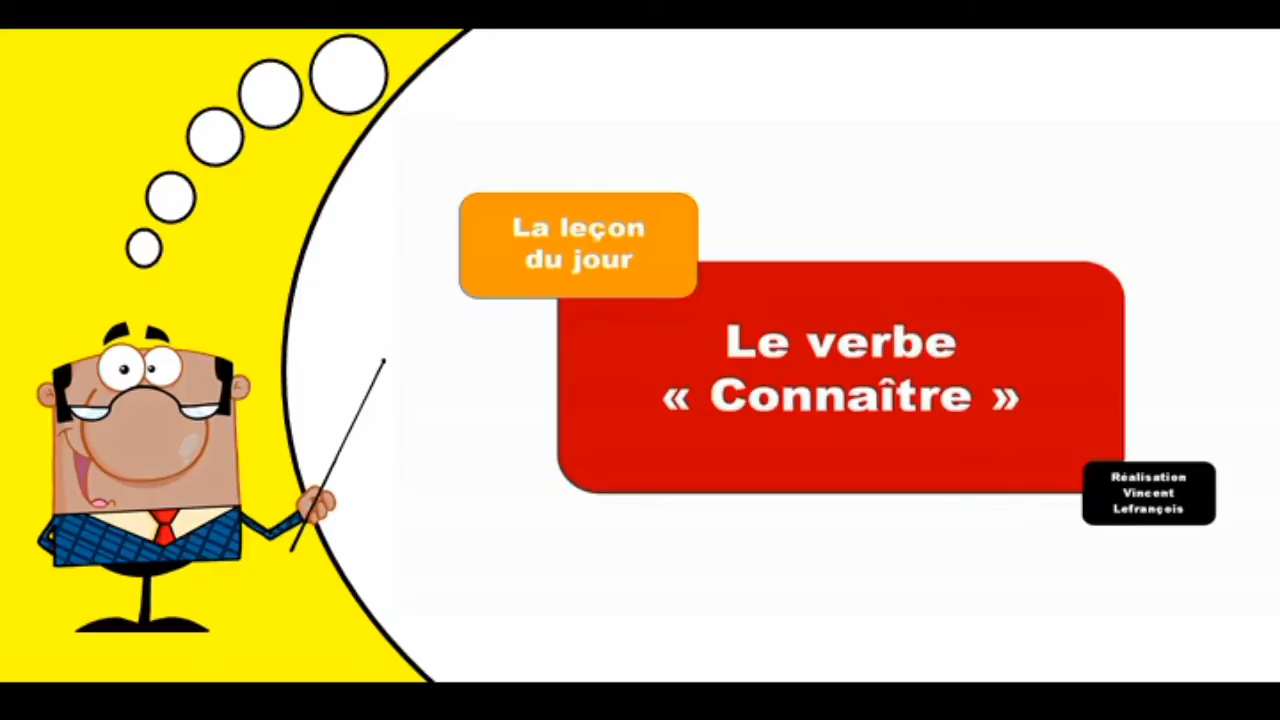 La leçon
du jour
Le verbe
« Connaître »
Réalisation
Vincent
Lefrançois